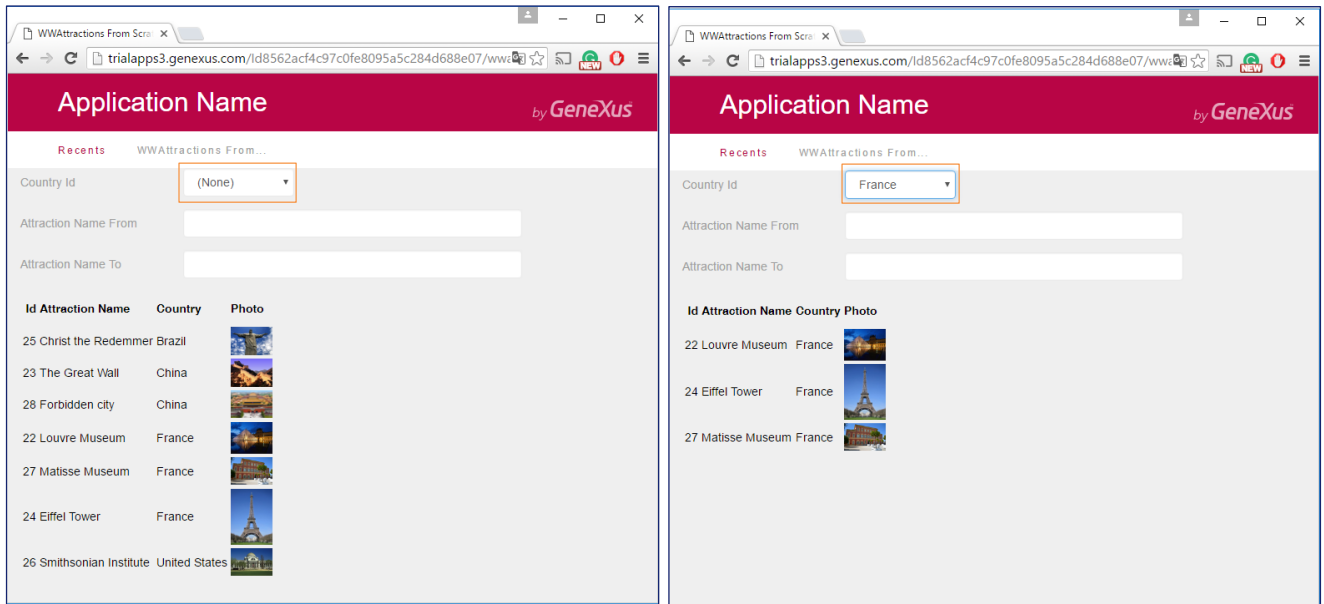 WWAttractions From Scra
trialapps3.genexus.com/Id8562acf4c97c0fe8095a5c284d688e07/wwa
NEW
Application Name
by GeneXus
Recents WWAttractions From...
Country Id (None)
Attraction Name From
Attraction Name To
Id Attraction Name Country Photo
25 Christ the Redemmer Brazil
23 The Great Wall China
28 Forbidden city China
22 Louvre Museum France
27 Matisse Museum France
24 Eiffel Tower France
26 Smithsonian Institute United States
WWAttractions From Scra
trialapps3.genexus.com/Id8562acf4c97c0fe8095a5c284d688e07/wwa
NEW
Application Name
by GeneXus
Recents WWAttractions From...
Country Id France
Attraction Name From
Attraction Name To
Id Attraction Name Country Photo
22 Louvre Museum France
24 Eiffel Tower France
27 Matisse Museum France